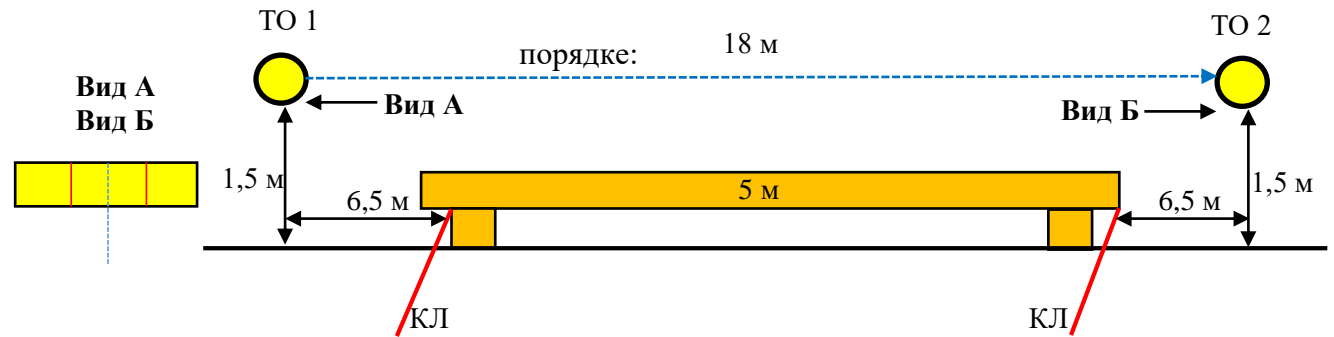 ТО 1
ТО 2
порядке:
18 м
Вид А
Вид Б
Вид А
Вид Б
1,5 м
6,5 м
5 м
6,5 м
1,5 м
КЛ
КЛ